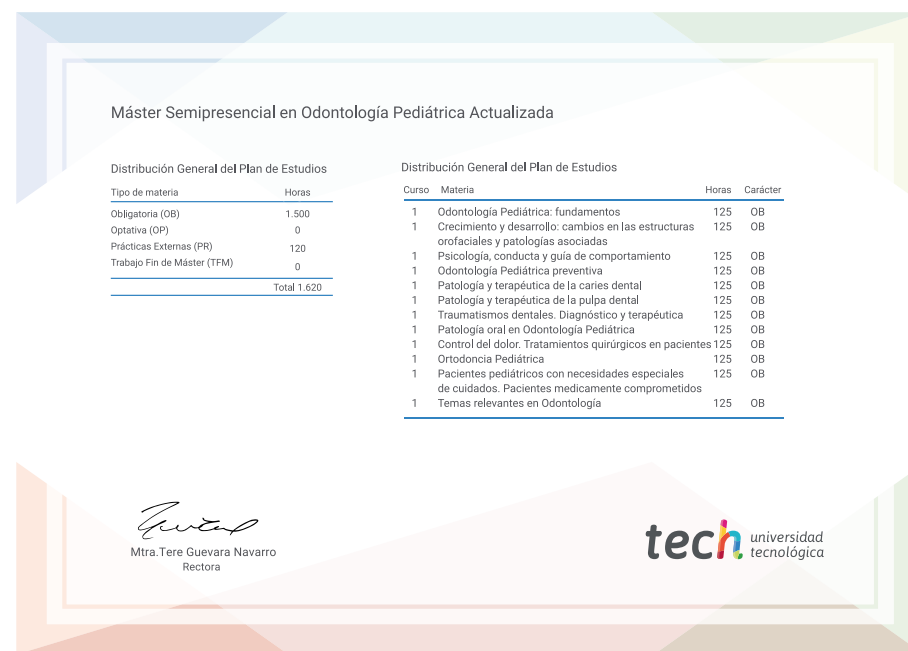 Máster Semipresencial en Odontología Pediátrica Actualizada
Distribución General del Plan de Estudios
Tipo de materia Horas
Obligatoria (OB) 1.500
Optativa (OP) 0
Prácticas Externas (PR) 120
Trabajo Fin de Máster (TFM) 0
Total 1.620
Distribución General del Plan de Estudios
Curso Materia Horas Carácter
1 Odontología Pediátrica: fundamentos 125 OB
1 Crecimiento y desarrollo: cambios en las estructuras 125 OB
orofaciales y patologías asociadas
1 Psicología, conducta y guía de comportamiento 125 OB
1 Odontología Pediátrica preventiva 125 OB
1 Patología y terapéutica de la caries dental 125 OB
1 Patología y terapéutica de la pulpa dental 125 OB
1 Traumatismos dentales. Diagnóstico y terapéutica 125 OB
1 Patología oral en Odontología Pediátrica 125 OB
1 Control del dolor. Tratamientos quirúrgicos en pacientes 125 OB
1 Ortodoncia Pediátrica 125 OB
1 Pacientes pediátricos con necesidades especiales 125 OB
de cuidados. Pacientes medicamente comprometidos
1 Temas relevantes en Odontología 125 OB
Mtra.Tere Guevara Navarro
Rectora
tech universidad
tecnológica